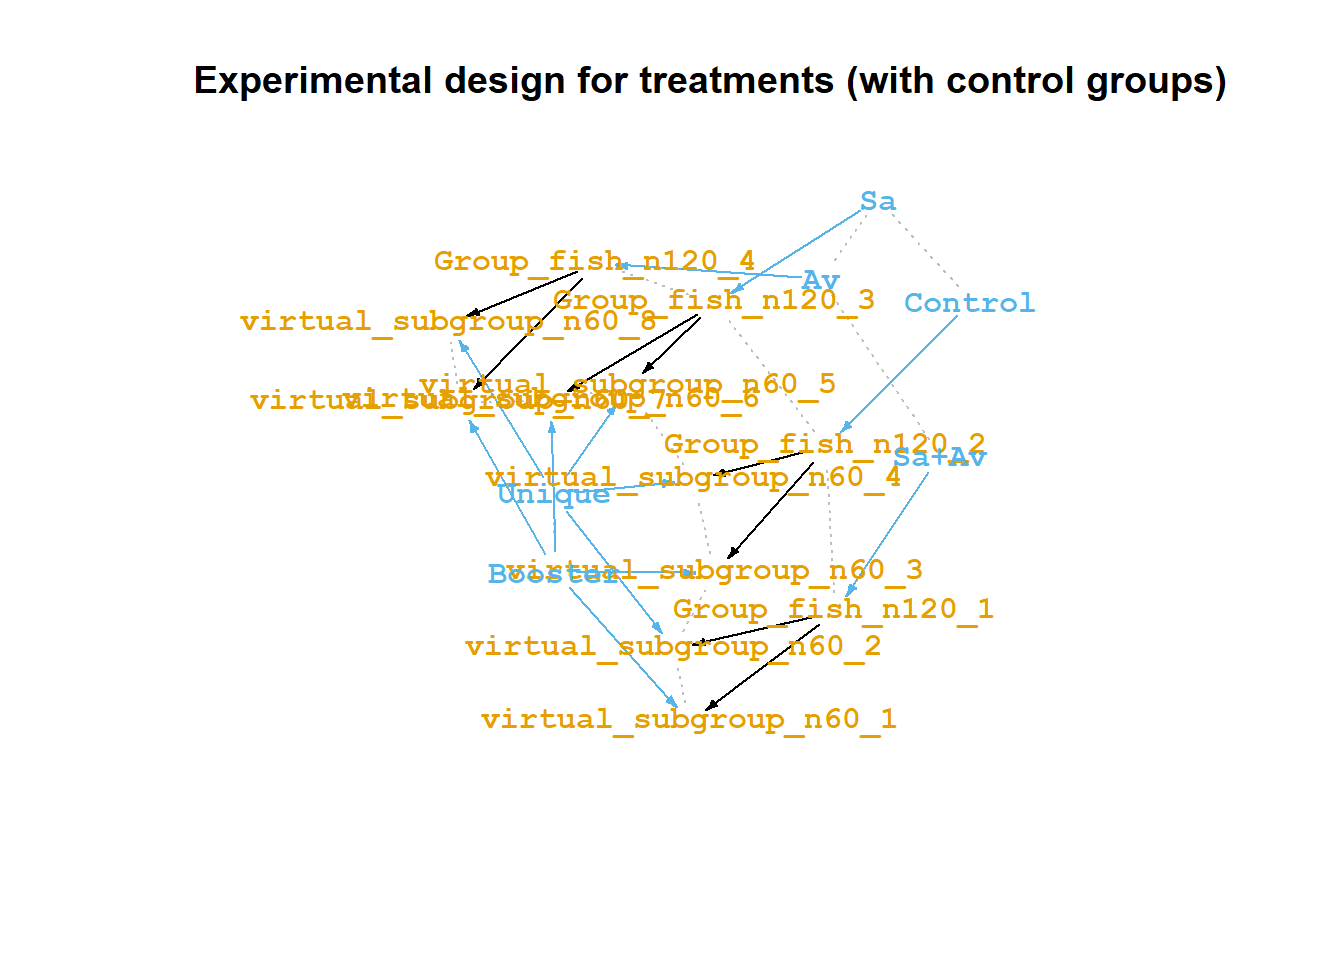 Experimental design for treatments (with control groups)
Sa
Group_fish_n120_4
Av
Group_fish_n120_3
Control
virtual_subgroup_n60_8
virtual_subgroup_n60_5
virtual_subgroup_n60_7
virtual_subgroup_n60_6
Group_fish_n120_2
Sa+Av
virtual_subgroup_n60_4
Unique
virtual_subgroup_n60_3
Booster
Group_fish_n120_1
virtual_subgroup_n60_2
virtual_subgroup_n60_1